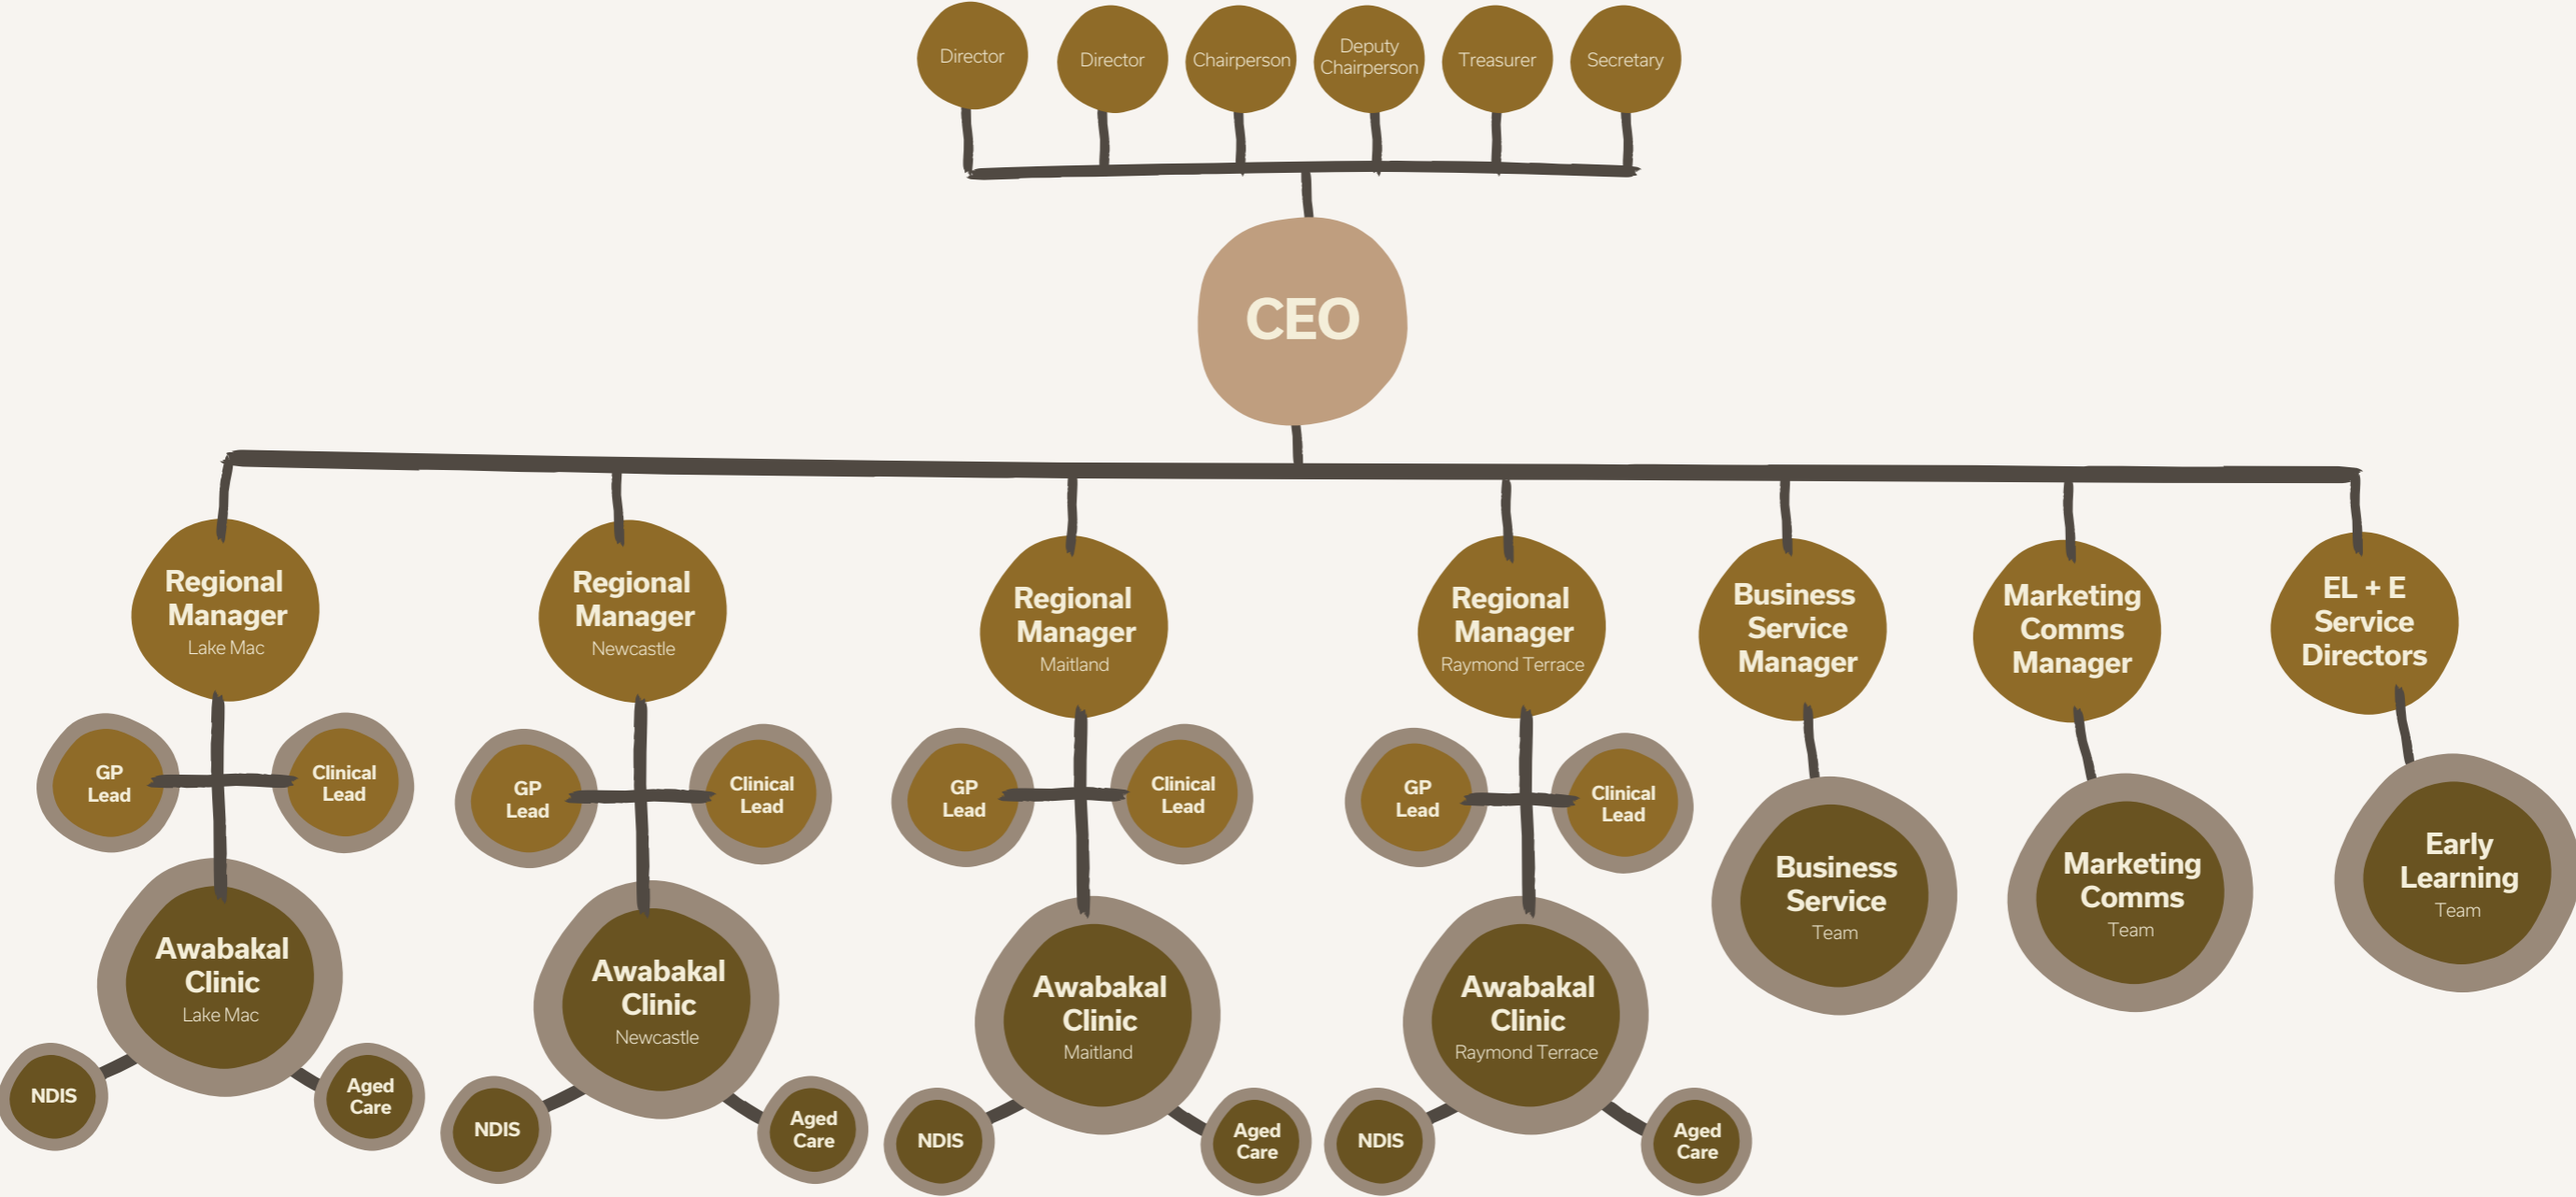 Director
Director
Chairperson
Deputy
Chairperson
Treasurer
Secretary
CEO
Regional
Manager
Lake Mac
Regional
Manager
Newcastle
Regional
Manager
Maitland
Regional
Manager
Raymond Terrace
Business
Service
Manager
Marketing
Comms
Manager
EL + E
Service
Directors
GP
Lead
Clinical
Lead
GP
Lead
Clinical
Lead
GP
Lead
Clinical
Lead
GP
Lead
Clinical
Lead
Awabakal
Clinic
Lake Mac
Awabakal
Clinic
Newcastle
Awabakal
Clinic
Maitland
Awabakal
Clinic
Raymond Terrace
Business
Service
Team
Marketing
Comms
Team
Early
Learning
Team
NDIS
Aged
Care
NDIS
Aged
Care
NDIS
Aged
Care
NDIS
Aged
Care